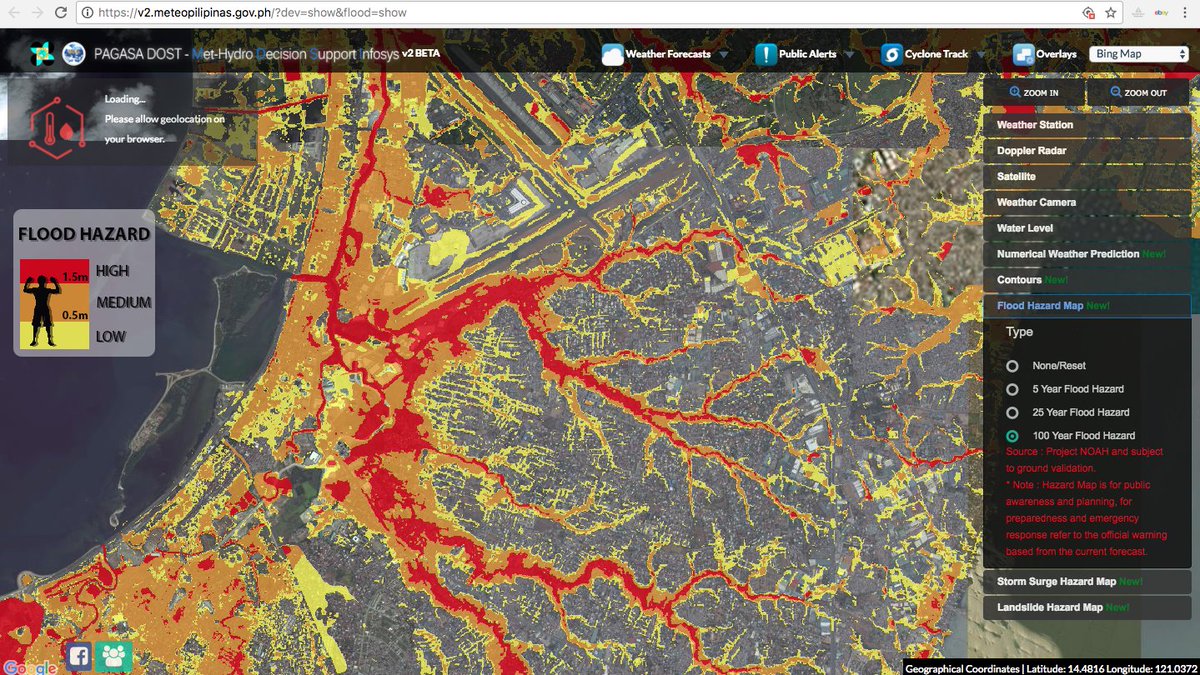 https://v2.meteopilipinas.gov.ph/?dev=show&flood=show
ebay
PAGASA DOST - Met-Hydro Decision Support Infosys v2 BETA
Weather Forecasts
Public Alerts
Cyclone Track
Overlays
Bing Map
Loading...
Please allow geolocation on
your browser.
ZOOM IN
ZOOM OUT
Weather Station
Doppler Radar
Satellite
Weather Camera
Water Level
Numerical Weather Prediction New!
Contours New!
Flood Hazard Map New!
Type
None/Reset
5 Year Flood Hazard
25 Year Flood Hazard
100 Year Flood Hazard
Source : Project NOAH and subject
to ground validation.
* Note : Hazard Map is for public
awareness and planning, for
preparedness and emergency
response refer to the official warning
based from the current forecast.
Storm Surge Hazard Map New!
Landslide Hazard Map New!
FLOOD HAZARD
HIGH
1.5m
MEDIUM
0.5m
LOW
Google
Geographical Coordinates | Latitude: 14.4816 Longitude: 121.0372